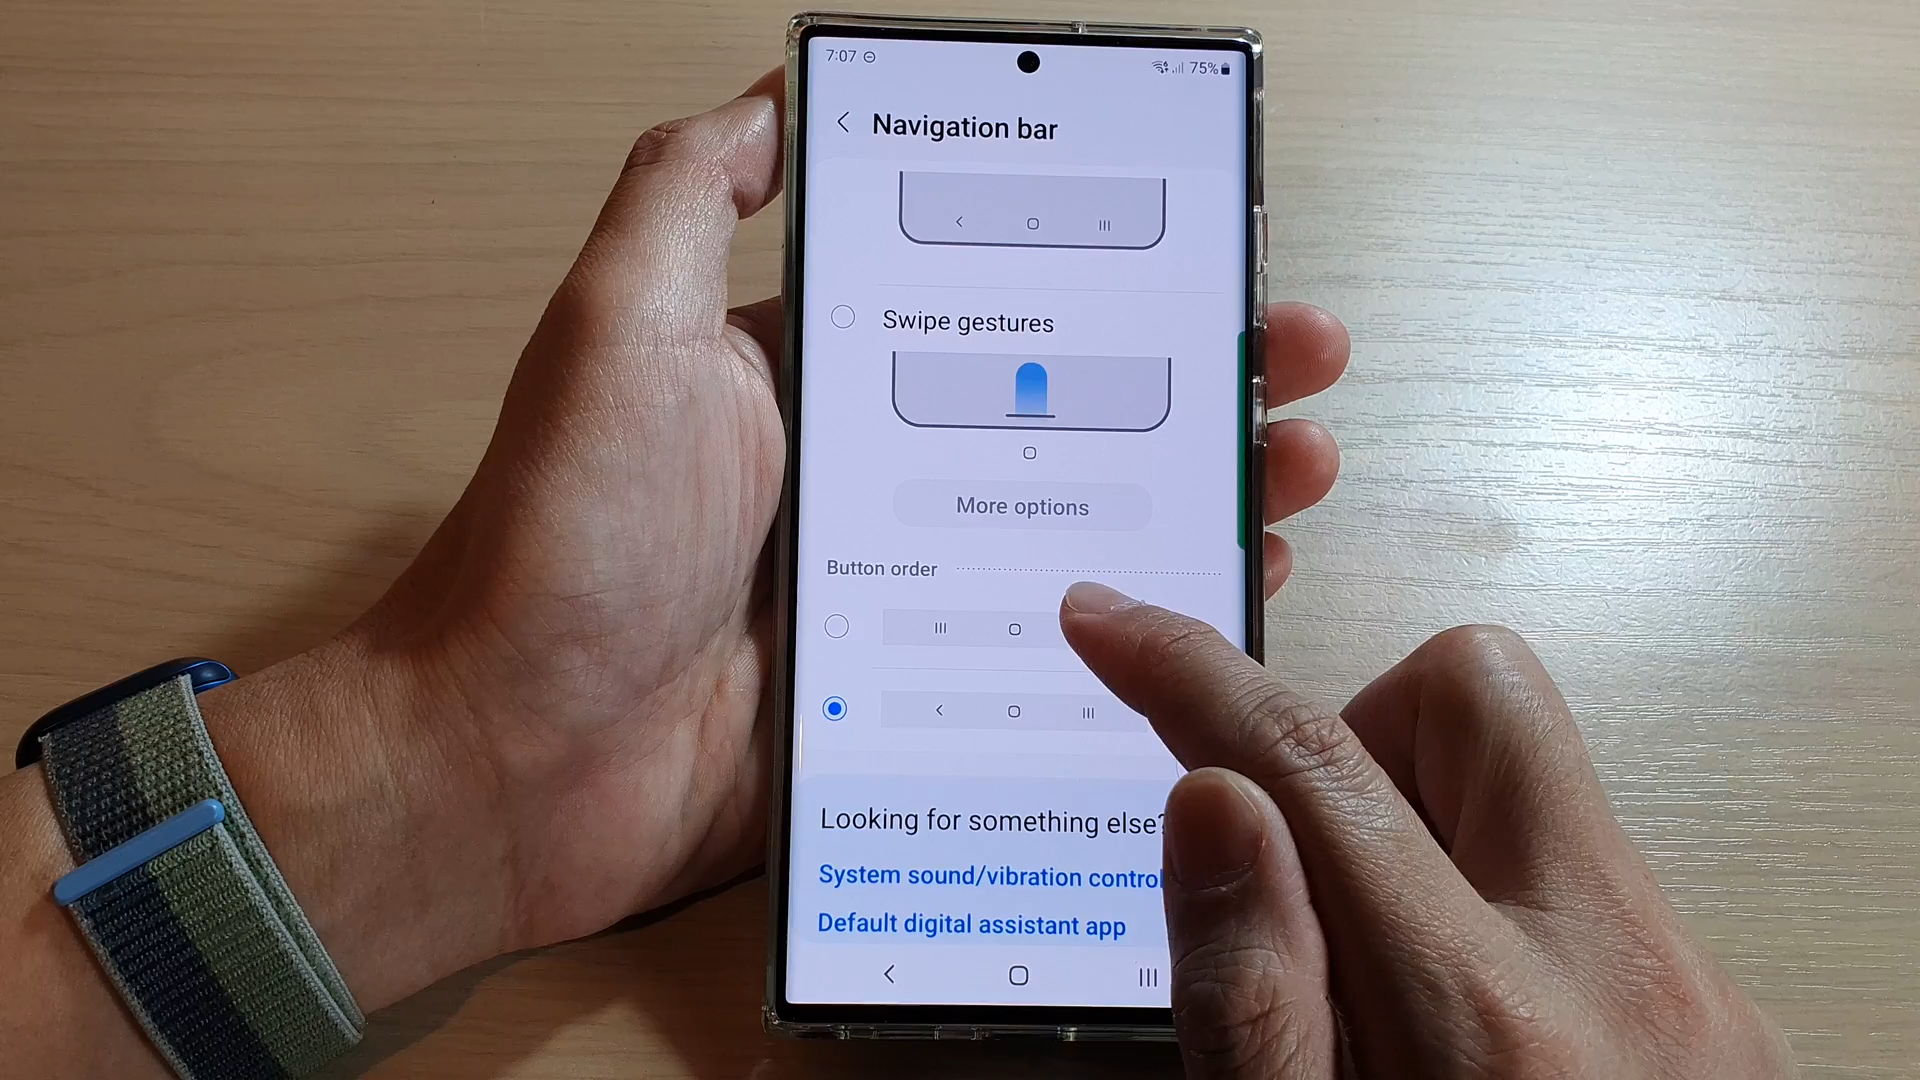 7:07
75%
Navigation bar
Swipe gestures
More options
Button order
Looking for something else?
System sound/vibration control
Default digital assistant app